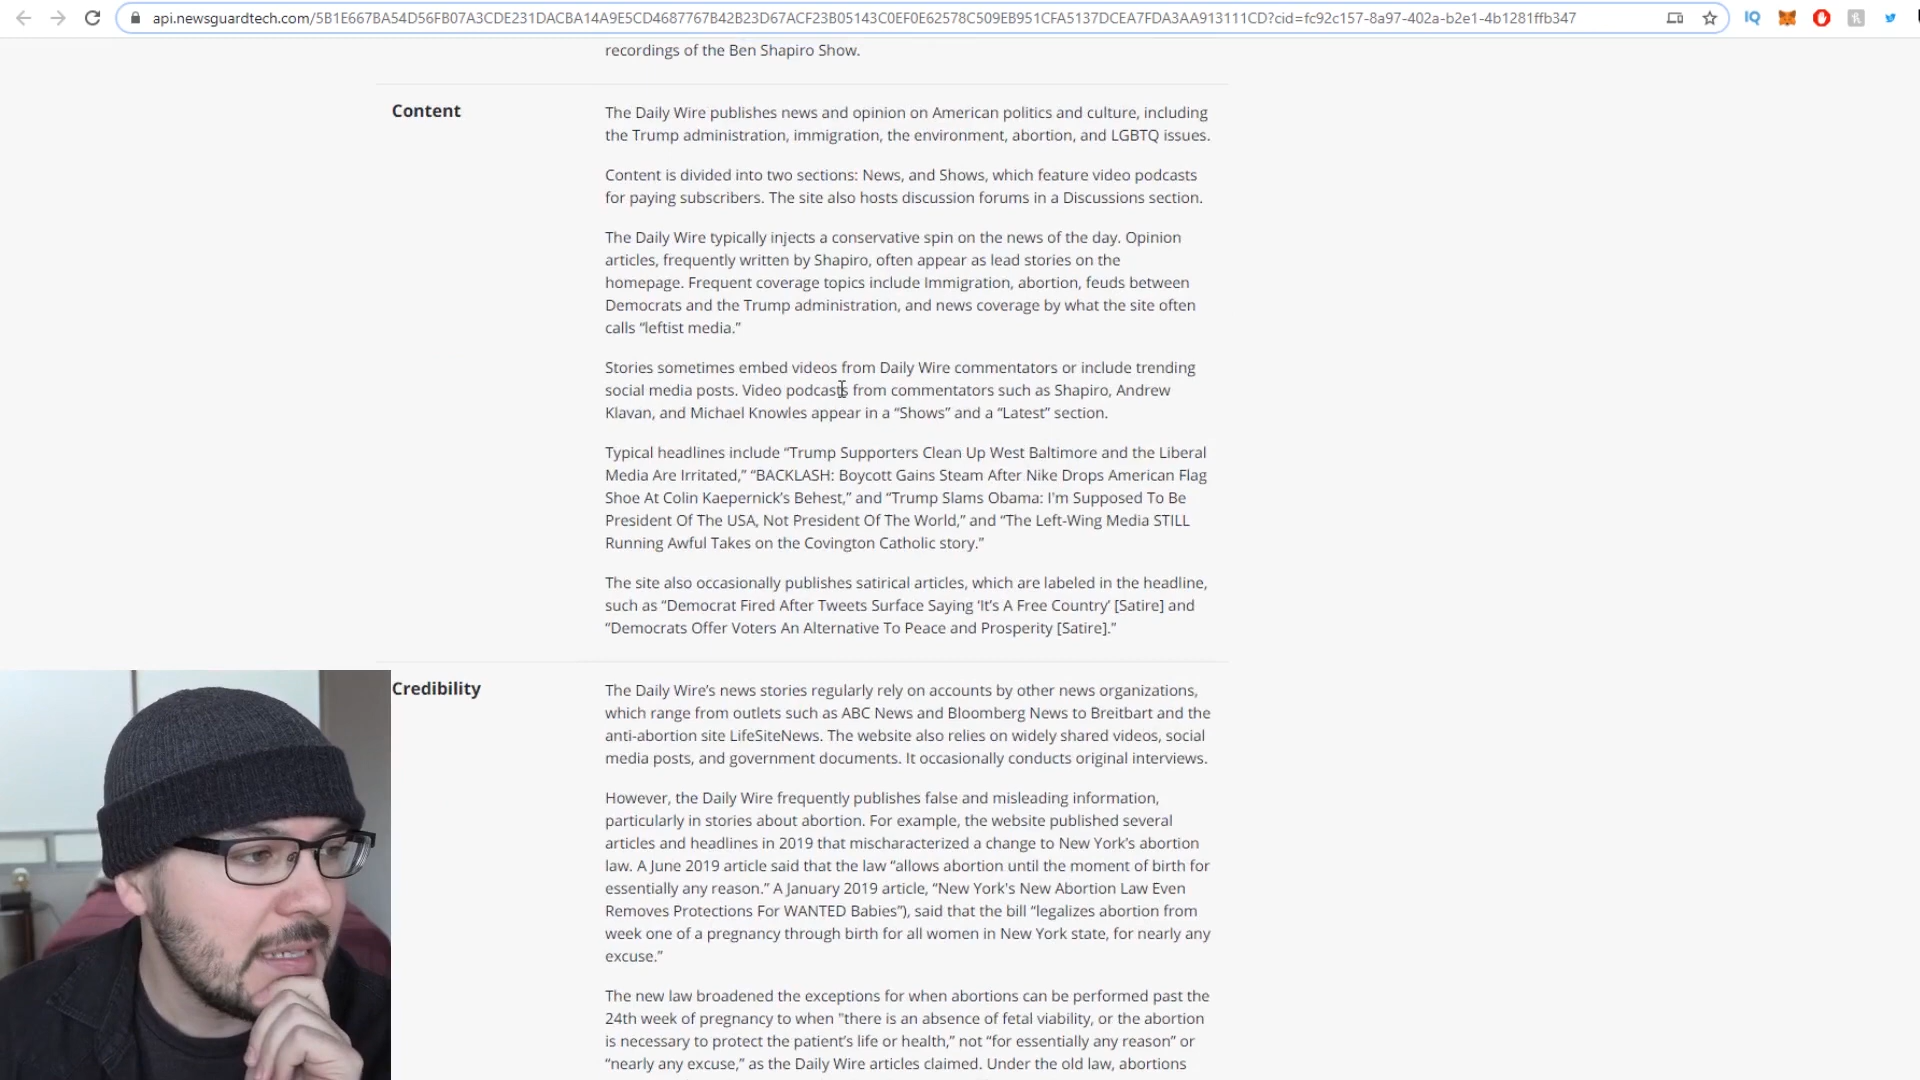 api.newsguardtech.com/5B1E667BA54D56FB07A3CDE231DACBA14A9E5CD4687767B42B23D67ACF23B05143C0EF0E62578C509EB951CFA5137DCEA7FDA3AA913111CD?cid=fc92c157-8a97-402a-b2e1-4b1281ffb347
IQ
recordings of the Ben Shapiro Show.
Content
The Daily Wire publishes news and opinion on American politics and culture, including
the Trump administration, immigration, the environment, abortion, and LGBTQ issues.
Content is divided into two sections: News, and Shows, which feature video podcasts
for paying subscribers. The site also hosts discussion forums in a Discussions section.
The Daily Wire typically injects a conservative spin on the news of the day. Opinion
articles, frequently written by Shapiro, often appear as lead stories on the
homepage. Frequent coverage topics include Immigration, abortion, feuds between
Democrats and the Trump administration, and news coverage by what the site often
calls “leftist media.”
Stories sometimes embed videos from Daily Wire commentators or include trending
social media posts. Video podcasts from commentators such as Shapiro, Andrew
Klavan, and Michael Knowles appear in a “Shows” and a “Latest” section.
Typical headlines include “Trump Supporters Clean Up West Baltimore and the Liberal
Media Are Irritated,” “BACKLASH: Boycott Gains Steam After Nike Drops American Flag
Shoe At Colin Kaepernick’s Behest,” and “Trump Slams Obama: I'm Supposed To Be
President Of The USA, Not President Of The World,” and “The Left-Wing Media STILL
Running Awful Takes on the Covington Catholic story.”
The site also occasionally publishes satirical articles, which are labeled in the headline,
such as “Democrat Fired After Tweets Surface Saying ‘It’s A Free Country’ [Satire] and
“Democrats Offer Voters An Alternative To Peace and Prosperity [Satire].”
Credibility
The Daily Wire’s news stories regularly rely on accounts by other news organizations,
which range from outlets such as ABC News and Bloomberg News to Breitbart and the
anti-abortion site LifeSiteNews. The website also relies on widely shared videos, social
media posts, and government documents. It occasionally conducts original interviews.
However, the Daily Wire frequently publishes false and misleading information,
particularly in stories about abortion. For example, the website published several
articles and headlines in 2019 that mischaracterized a change to New York’s abortion
law. A June 2019 article said that the law “allows abortion until the moment of birth for
essentially any reason.” A January 2019 article, “New York's New Abortion Law Even
Removes Protections For WANTED Babies”), said that the bill “legalizes abortion from
week one of a pregnancy through birth for all women in New York state, for nearly any
excuse.”
The new law broadened the exceptions for when abortions can be performed past the
24th week of pregnancy to when "there is an absence of fetal viability, or the abortion
is necessary to protect the patient’s life or health,” not “for essentially any reason” or
“nearly any excuse,” as the Daily Wire articles claimed. Under the old law, abortions